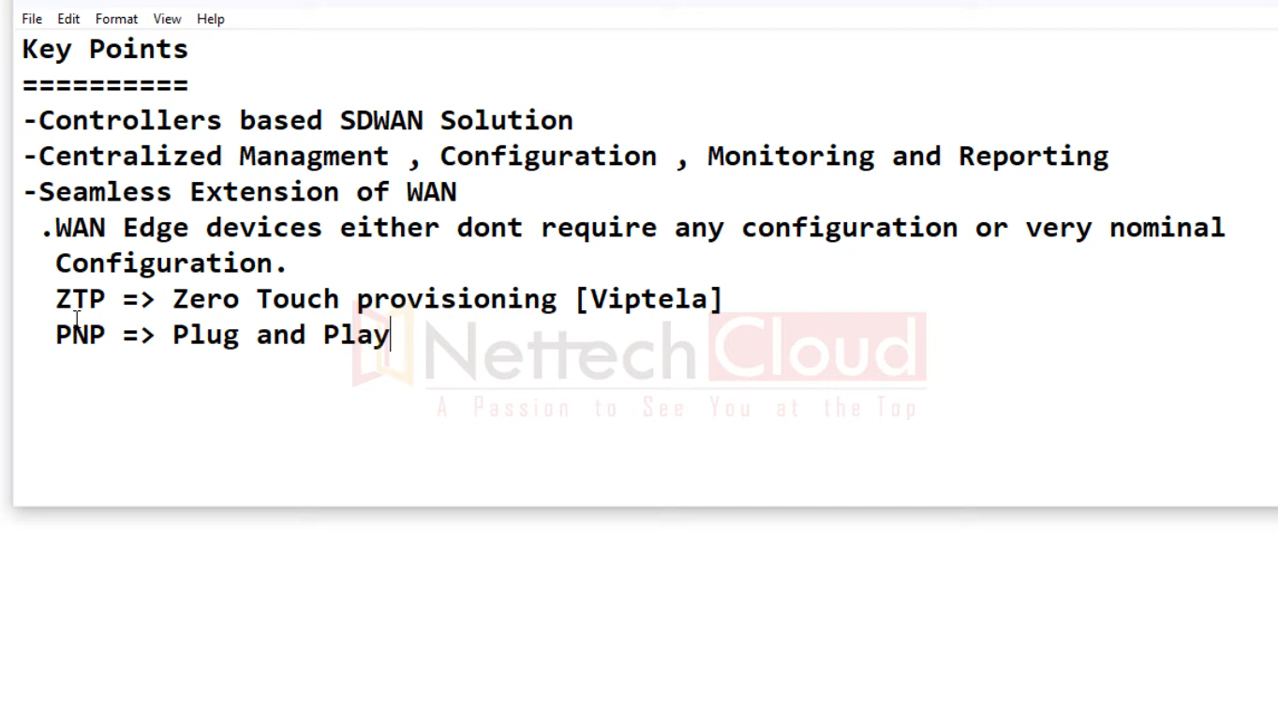 File Edit Format View Help
Key Points
==========
-Controllers based SDWAN Solution
-Centralized Managment , Configuration , Monitoring and Reporting
-Seamless Extension of WAN
.WAN Edge devices either dont require any configuration or very nominal
Configuration.
ZTP => Zero Touch provisioning [Viptela]
PNP => Plug and Play
Nettech Cloud
A Passion to See You at the Top